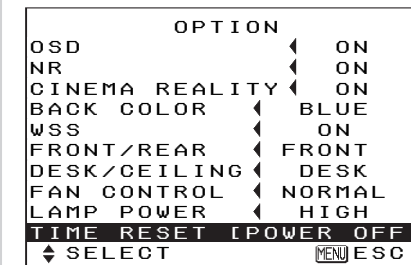 OPTION
OSD ON
NR ON
CINEMA REALITY ON
BACK COLOR BLUE
WSS ON
FRONT/REAR FRONT
DESK/CEILING DESK
FAN CONTROL NORMAL
LAMP POWER HIGH
TIME RESET [POWER OFF
SELECT MENU ESC